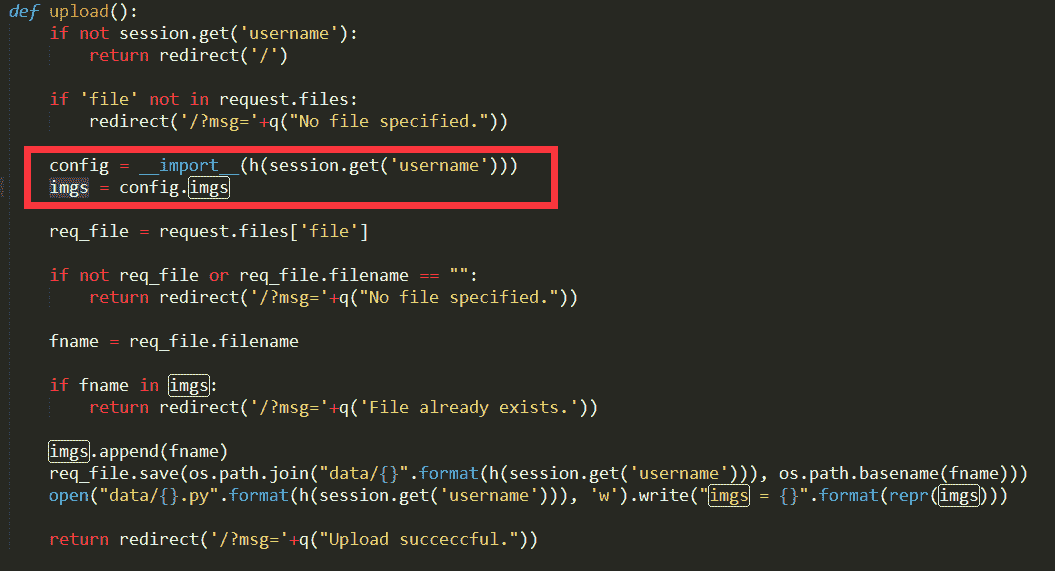 def upload():
    if not session.get('username'):
        return redirect('/')

    if 'file' not in request.files:
        redirect('/?msg='+q("No file specified."))

    config = __import__(h(session.get('username')))
    imgs = config.imgs

    req_file = request.files['file']

    if not req_file or req_file.filename == "":
        return redirect('/?msg='+q("No file specified."))

    fname = req_file.filename

    if fname in imgs:
        return redirect('/?msg='+q('File already exists.'))

    imgs.append(fname)
    req_file.save(os.path.join("data/{}".format(h(session.get('username'))), os.path.basename(fname)))
    open("data/{}.py".format(h(session.get('username'))), 'w').write("imgs = {}".format(repr(imgs)))

    return redirect('/?msg='+q("Upload succeccful."))